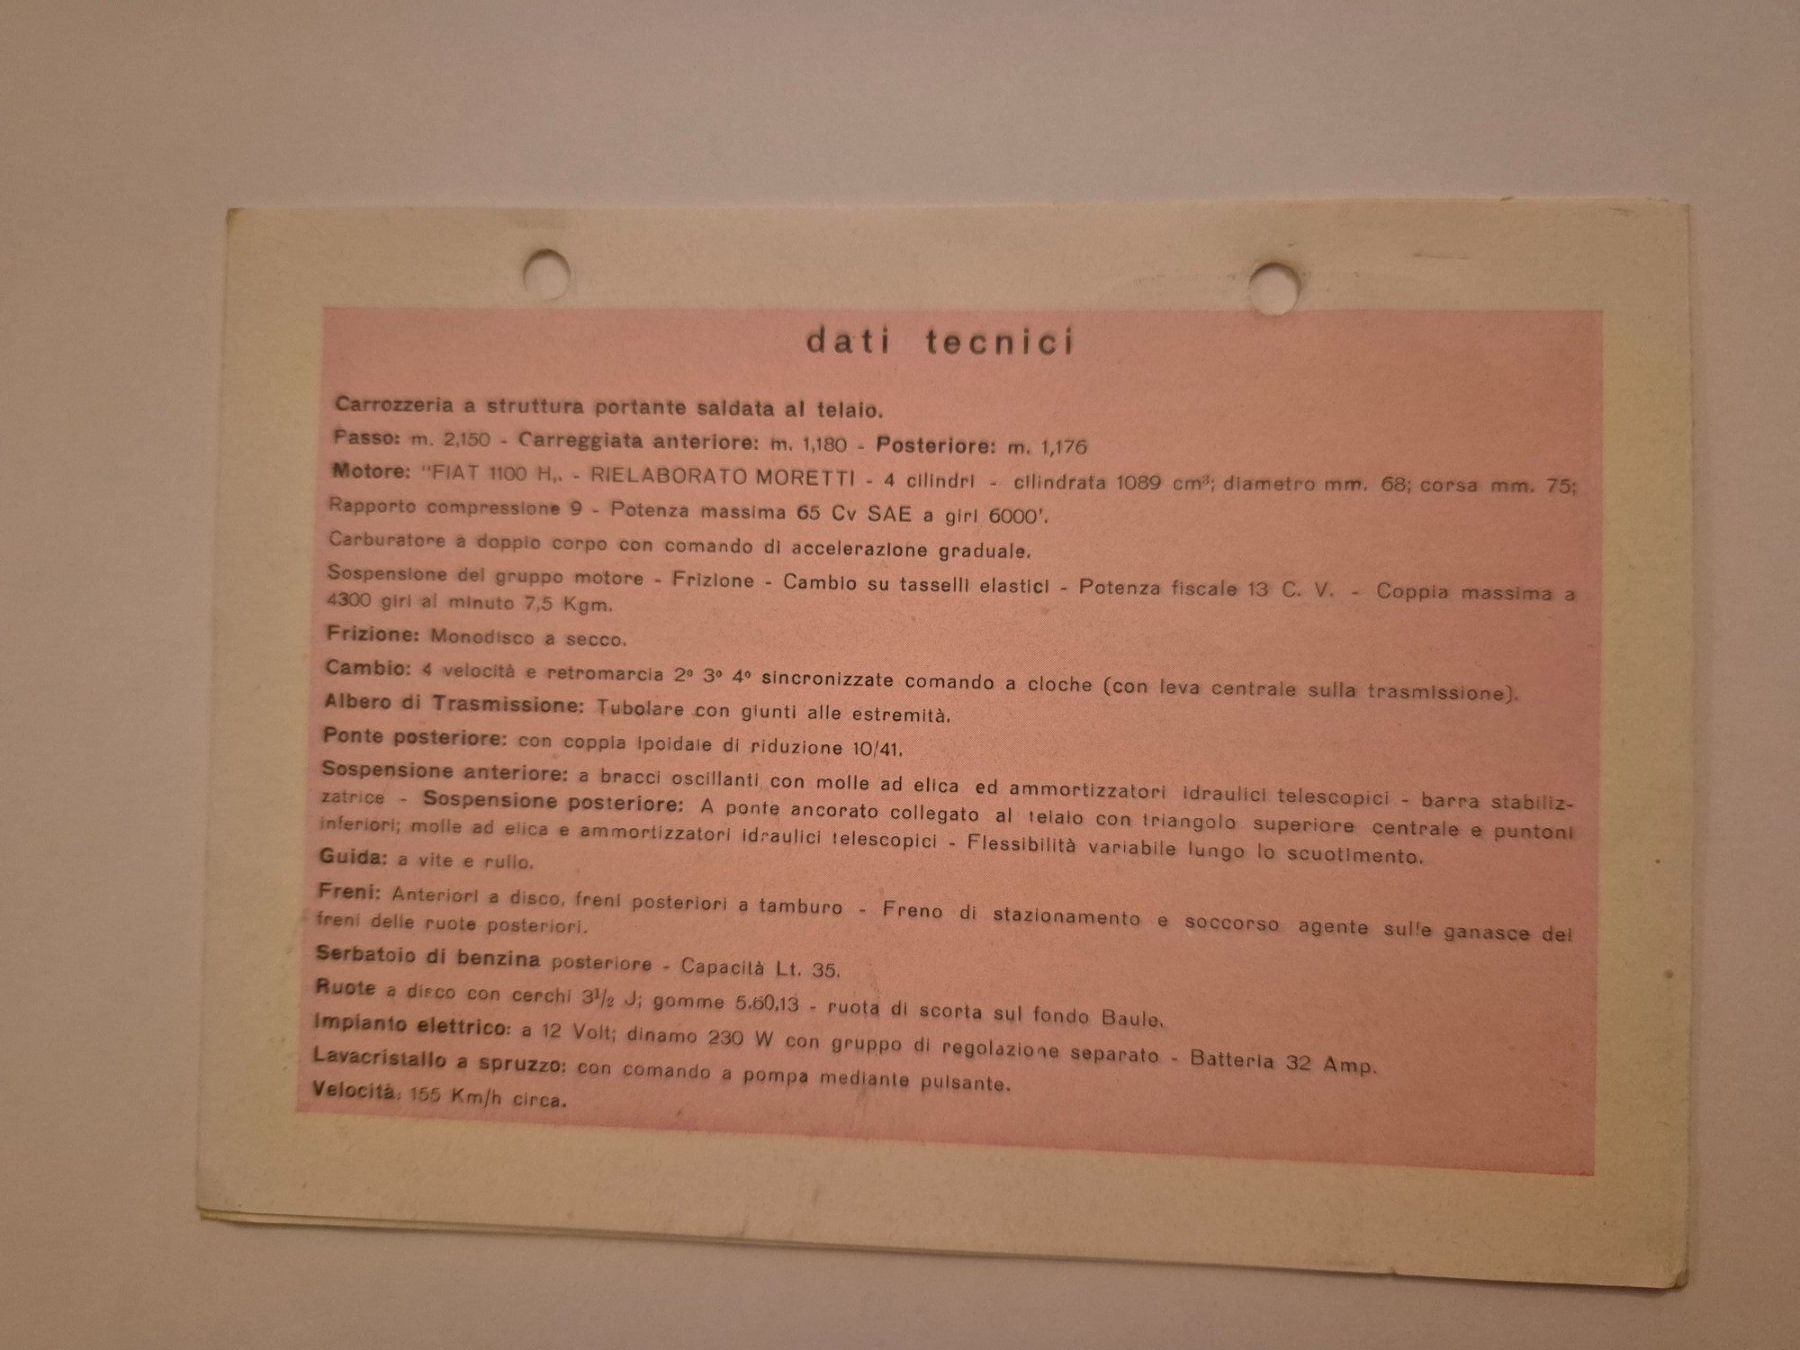 dati tecnici
Carrozzeria a struttura portante saldata al telaio.
Passo: m. 2,150 - Carreggiata anteriore: m. 1,180 - Posteriore: m. 1,176
Motore: "FIAT 1100 H,. - RIELABORATO MORETTI - 4 cilindri - cilindrata 1089 cm³; diametro mm. 68; corsa mm. 75;
Rapporto compressione 9 - Potenza massima 65 Cv SAE a giri 6000'.
Carburatore a doppio corpo con comando di accelerazione graduale.
Sospensione del gruppo motore - Frizione - Cambio su tasselli elastici - Potenza fiscale 13 C. V. - Coppia massima a
4300 giri al minuto 7,5 Kgm.
Frizione: Monodisco a secco.
Cambio: 4 velocità e retromarcia 2º 3º 4º sincronizzate comando a cloche (con leva centrale sulla trasmissione).
Albero di Trasmissione: Tubolare con giunti alle estremità.
Ponte posteriore: con coppia ipoidale di riduzione 10/41.
Sospensione anteriore: a bracci oscillanti con molle ad elica ed ammortizzatori idraulici telescopici - barra stabiliz-
zatrice - Sospensione posteriore: A ponte ancorato collegato al telaio con triangolo superiore centrale e puntoni
inferiori; molle ad elica e ammortizzatori idraulici telescopici - Flessibilità variabile lungo lo scuotimento.
Guida: a vite e rullo.
Freni: Anteriori a disco, freni posteriori a tamburo - Freno di stazionamento e soccorso agente sulle ganasce dei
freni delle ruote posteriori.
Serbatoio di benzina posteriore - Capacità Lt. 35.
Ruote a disco con cerchi 3½ J; gomme 5.60,13 - ruota di scorta sul fondo Baule.
Impianto elettrico: a 12 Volt; dinamo 230 W con gruppo di regolazione separato - Batteria 32 Amp.
Lavacristallo a spruzzo: con comando a pompa mediante pulsante.
Velocità: 155 Km/h circa.